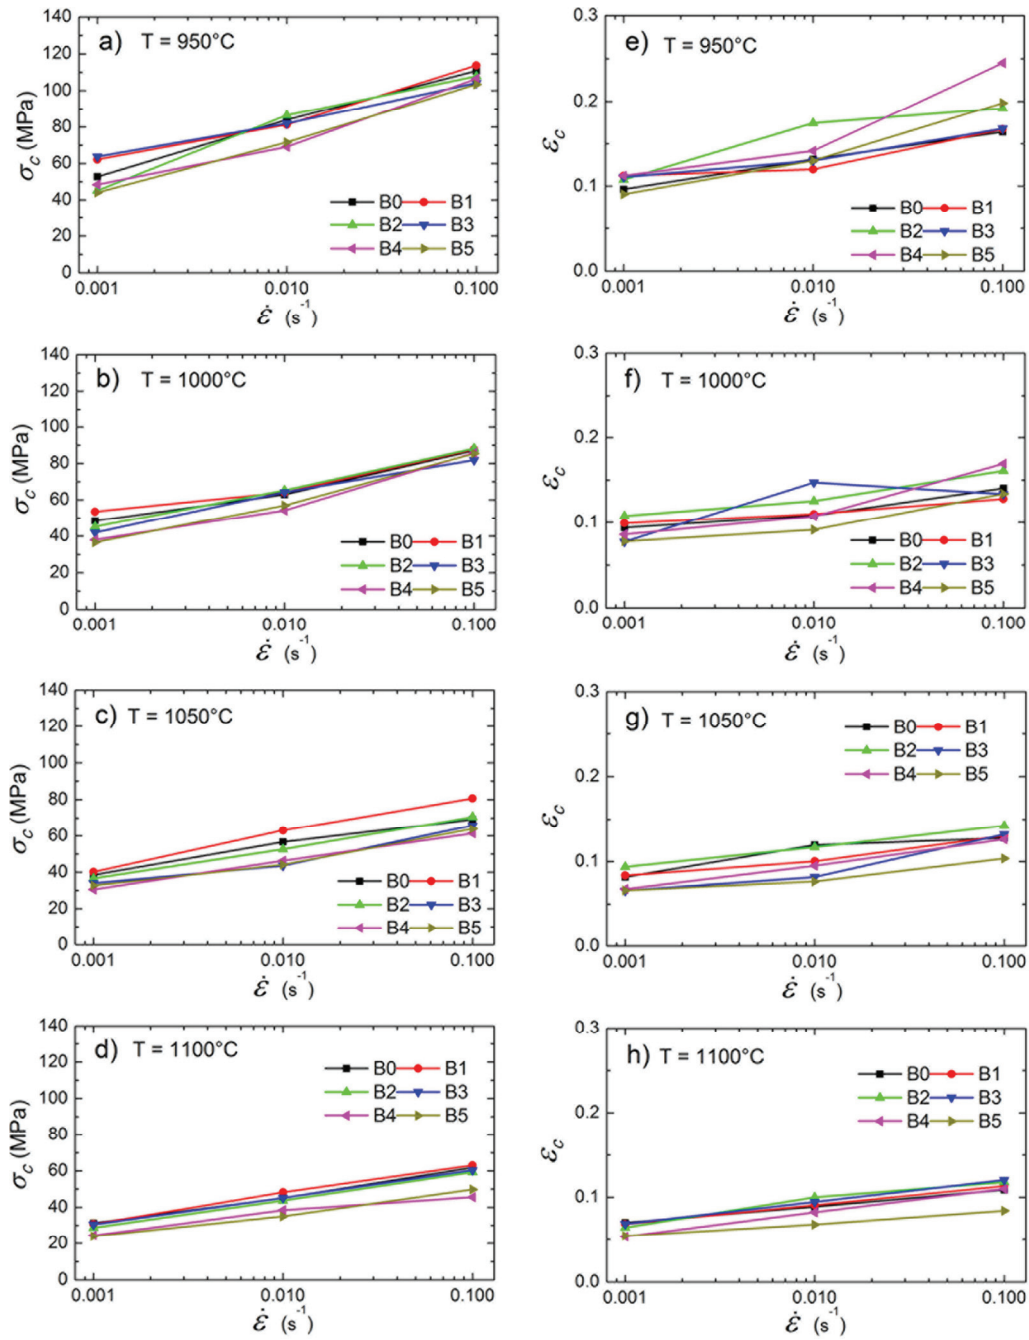 a) T = 950°C
σc (MPa)
140
120
100
80
60
40
20
0
B0 B1
B2 B3
B4 B5
0.001 0.010 0.100
ε̇ (s⁻¹)
e) T = 950°C
εc
0.3
0.2
0.1
0.0
B0 B1
B2 B3
B4 B5
0.001 0.010 0.100
ε̇ (s⁻¹)
b) T = 1000°C
σc (MPa)
140
120
100
80
60
40
20
0
B0 B1
B2 B3
B4 B5
0.001 0.010 0.100
ε̇ (s⁻¹)
f) T = 1000°C
εc
0.3
0.2
0.1
0.0
B0 B1
B2 B3
B4 B5
0.001 0.010 0.100
ε̇ (s⁻¹)
c) T = 1050°C
σc (MPa)
140
120
100
80
60
40
20
0
B0 B1
B2 B3
B4 B5
0.001 0.010 0.100
ε̇ (s⁻¹)
g) T = 1050°C
εc
0.3
0.2
0.1
0.0
B0 B1
B2 B3
B4 B5
0.001 0.010 0.100
ε̇ (s⁻¹)
d) T = 1100°C
σc (MPa)
140
120
100
80
60
40
20
0
B0 B1
B2 B3
B4 B5
0.001 0.010 0.100
ε̇ (s⁻¹)
h) T = 1100°C
εc
0.3
0.2
0.1
0.0
B0 B1
B2 B3
B4 B5
0.001 0.010 0.100
ε̇ (s⁻¹)